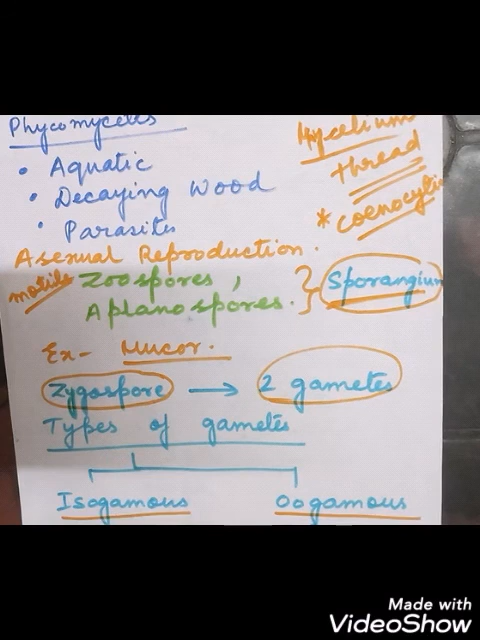 Phycomycetes
• Aquatic
• Decaying Wood
• Parasites
Mycelium
thread
* coenocytic
Asexual Reproduction.
motile Zoospores,
Aplanospores. } Sporangium
Ex- Mucor.
Zygospore → 2 gametes
Types of gametes
Isogamous Oogamous
Made with
VideoShow